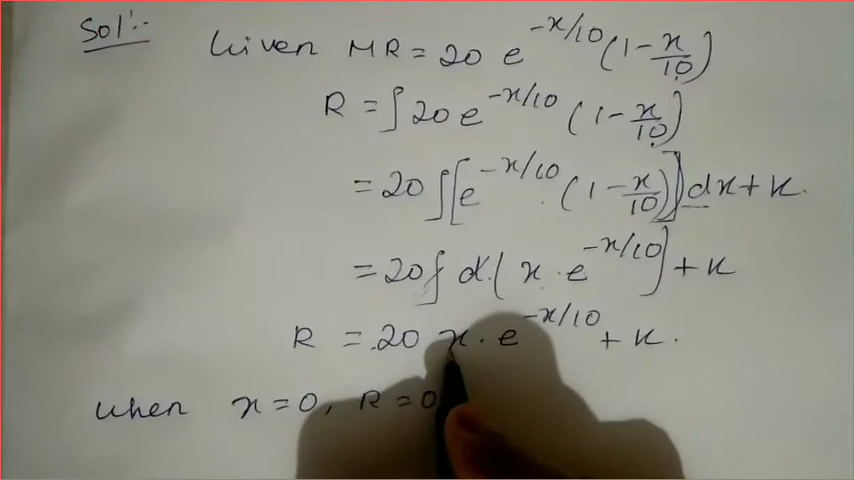 Sol':-
Given MR = 20 e^{-x/10} (1 - x/10)
R = ∫ 20 e^{-x/10} (1 - x/10)
= 20 ∫ [e^{-x/10} (1 - x/10)] dx + K.
= 20 ∫ d.(x.e^{-x/10}] + K
R = 20 x.e^{-x/10} + K.
When x = 0, R = 0